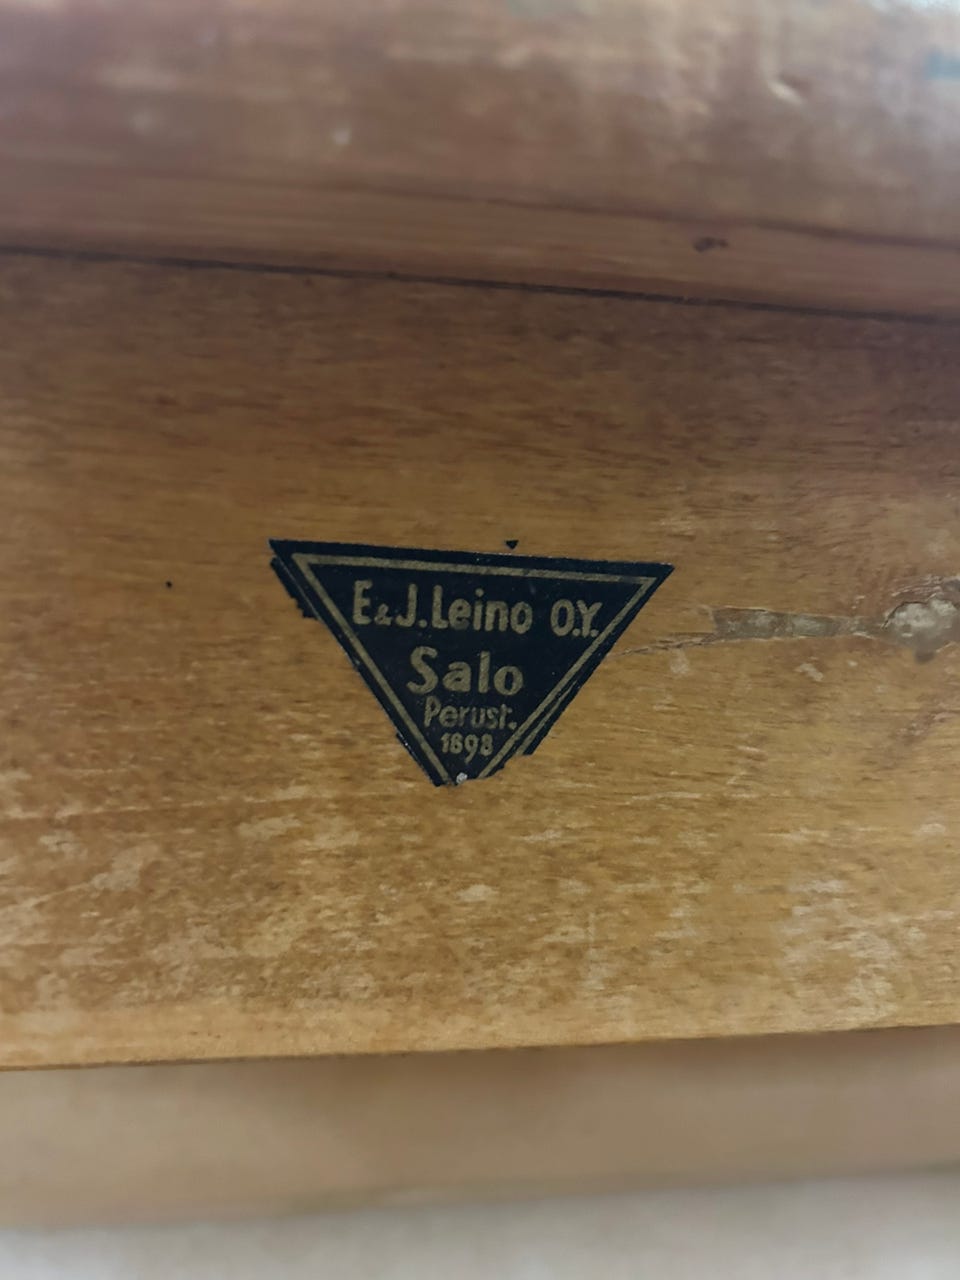 E&J.Leino O.Y.
Salo
Perust.
1898